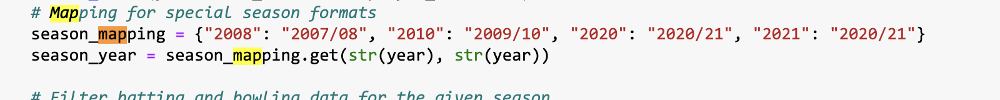 # Mapping for special season formats
season_mapping = {"2008": "2007/08", "2010": "2009/10", "2020": "2020/21", "2021": "2020/21"}
season_year = season_mapping.get(str(year), str(year))
# Filter batting and bowling data for the given season